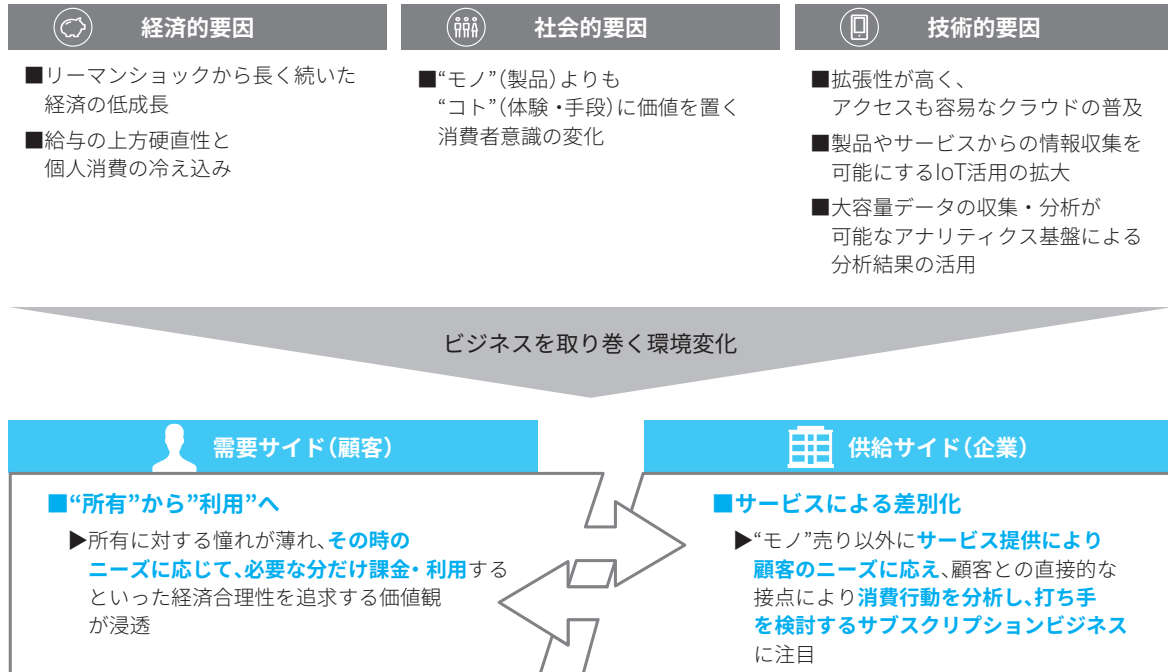 経済的要因
■リーマンショックから長く続いた
経済の低成長
■給与の上方硬直性と
個人消費の冷え込み
社会的要因
■“モノ”(製品)よりも
“コト”(体験・手段)に価値を置く
消費者意識の変化
技術的要因
■拡張性が高く、
アクセスも容易なクラウドの普及
■製品やサービスからの情報収集を
可能にするIoT活用の拡大
■大容量データの収集・分析が
可能なアナリティクス基盤による
分析結果の活用
ビジネスを取り巻く環境変化
需要サイド(顧客)
■“所有”から”利用”へ
▶所有に対する憧れが薄れ、その時の
ニーズに応じて、必要な分だけ課金・利用する
といった経済合理性を追求する価値観
が浸透
供給サイド(企業)
■サービスによる差別化
▶“モノ”売り以外にサービス提供により
顧客のニーズに応え、顧客との直接的な
接点により消費行動を分析し、打ち手
を検討するサブスクリプションビジネス
に注目